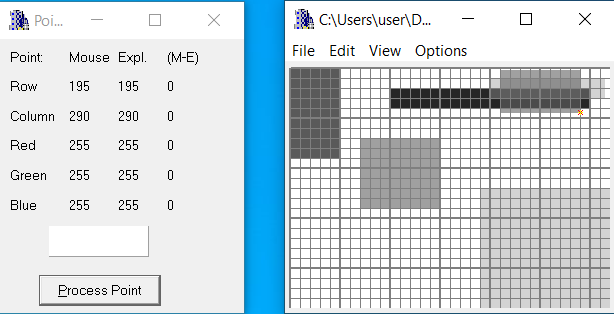 Poi...
Point: Mouse Expl. (M-E)
Row 195 195 0
Column 290 290 0
Red 255 255 0
Green 255 255 0
Blue 255 255 0
Process Point
C:\Users\user\D...
File Edit View Options